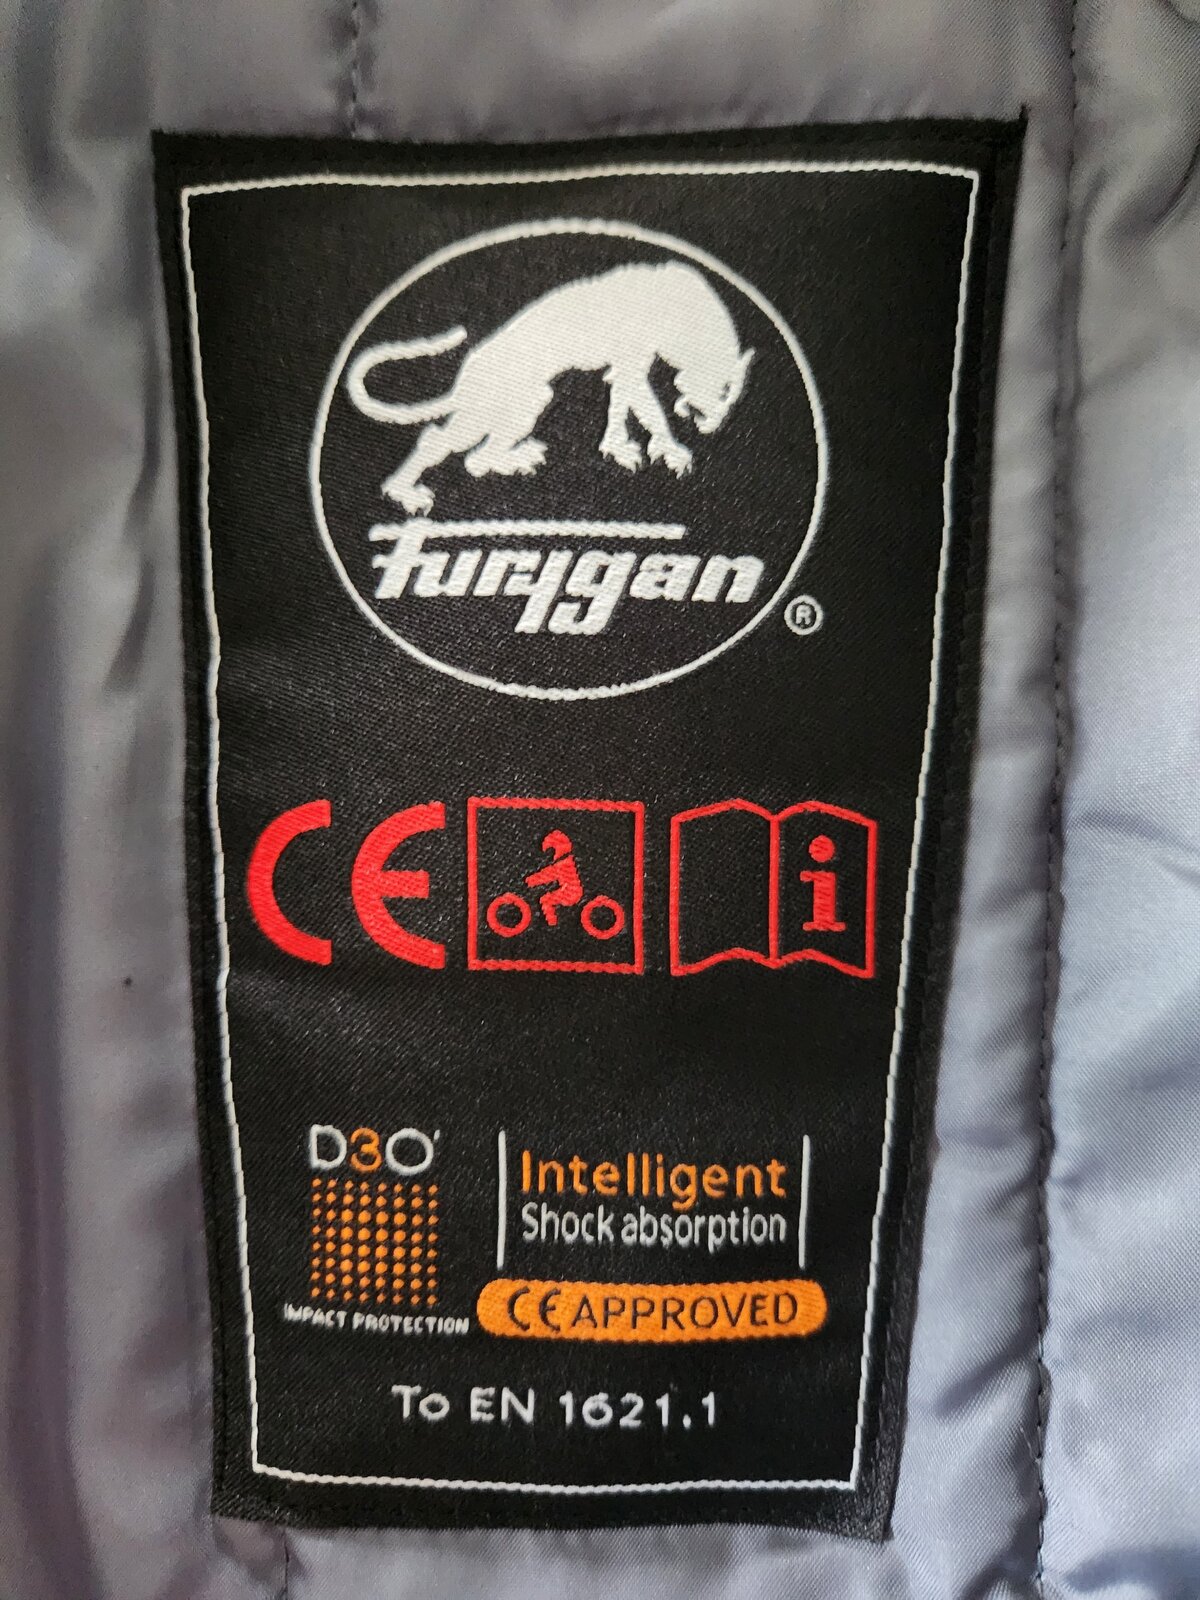 Furygan
®
CE
i
D3O
Intelligent
Shock absorption
IMPACT PROTECTION
CE APPROVED
To EN 1621.1